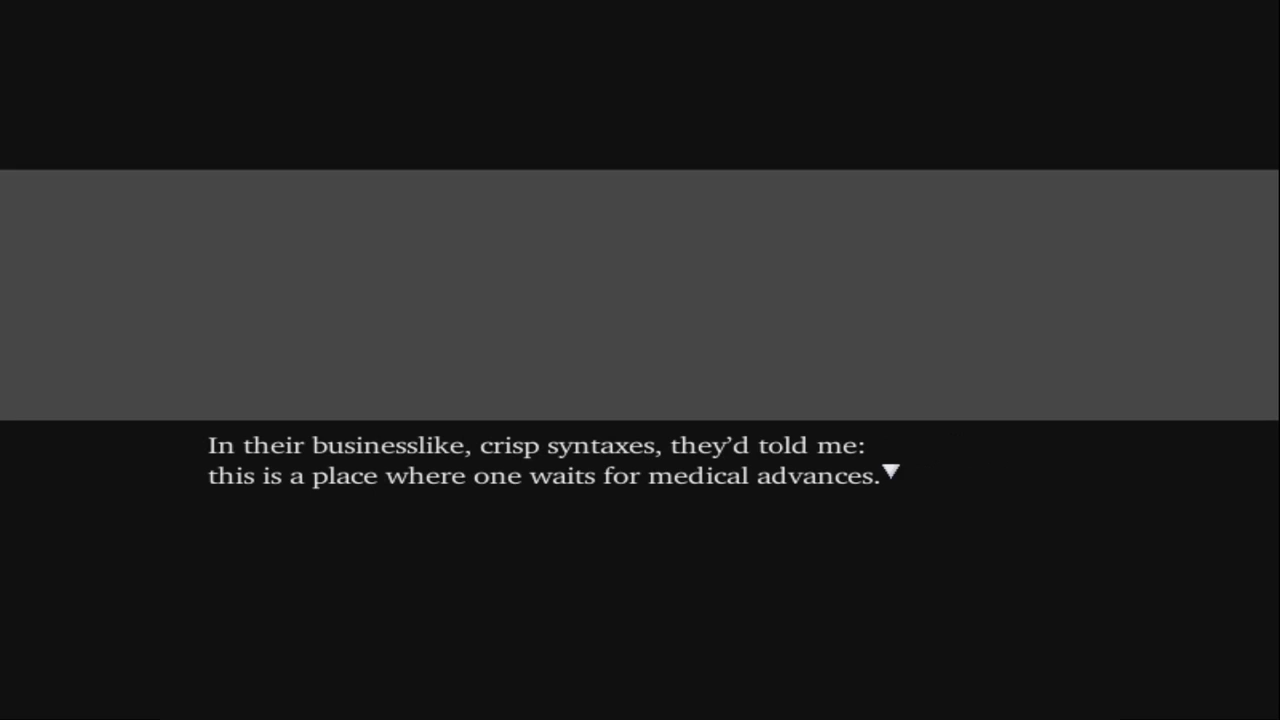 In their businesslike, crisp syntaxes, they’d told me:
this is a place where one waits for medical advances.